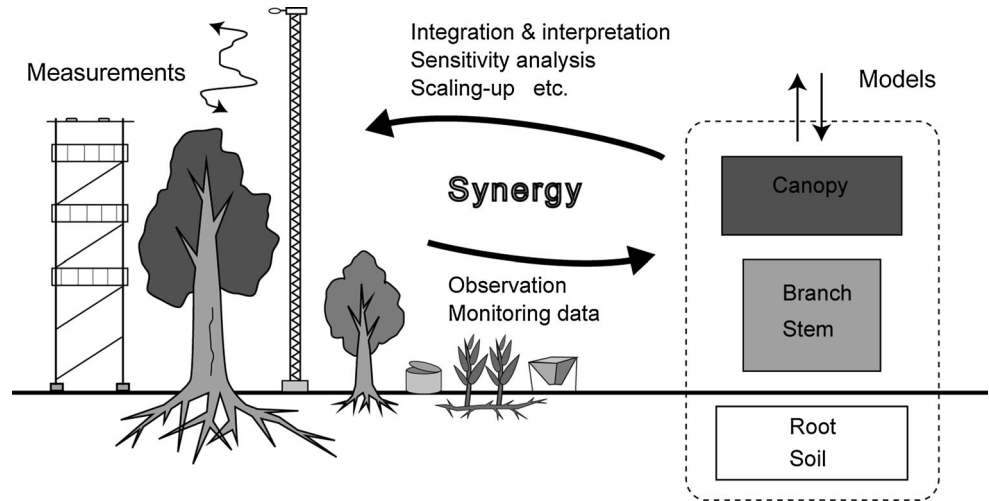 Measurements
Integration & interpretation
Sensitivity analysis
Scaling-up etc.
Models
Synergy
Canopy
Observation
Monitoring data
Branch
Stem
Root
Soil